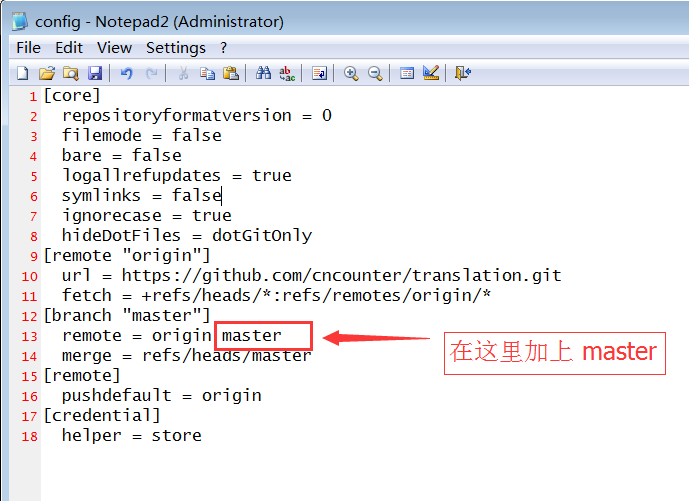 config - Notepad2 (Administrator)
File Edit View Settings ?
1 [core]
2 repositoryformatversion = 0
3 filemode = false
4 bare = false
5 logallrefupdates = true
6 symlinks = false
7 ignorecase = true
8 hideDotFiles = dotGitOnly
9 [remote "origin"]
10 url = https://github.com/cncounter/translation.git
11 fetch = +refs/heads/*:refs/remotes/origin/*
12 [branch "master"]
13 remote = origin master
在这里加上 master
14 merge = refs/heads/master
15 [remote]
16 pushdefault = origin
17 [credential]
18 helper = store